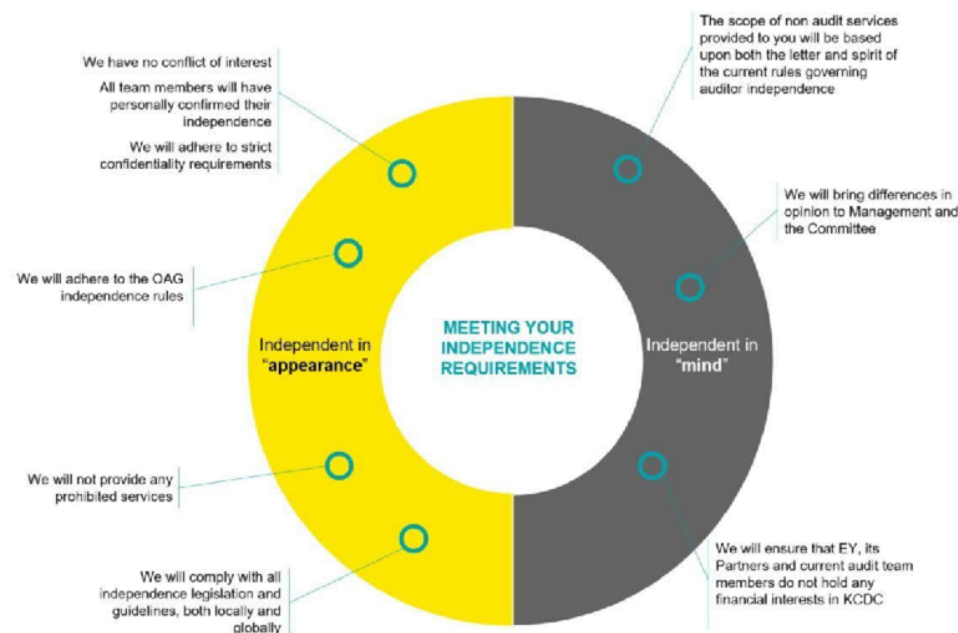 We have no conflict of interest
All team members will have
personally confirmed their
independence
We will adhere to strict
confidentiality requirements
We will adhere to the OAG
independence rules
Independent in
“appearance”
We will not provide any
prohibited services
We will comply with all
independence legislation and
guidelines, both locally and
globally
MEETING YOUR
INDEPENDENCE
REQUIREMENTS
The scope of non audit services
provided to you will be based
upon both the letter and spirit of
the current rules governing
auditor independence
We will bring differences in
opinion to Management and
the Committee
Independent in
“mind”
We will ensure that EY, its
Partners and current audit team
members do not hold any
financial interests in KCDC